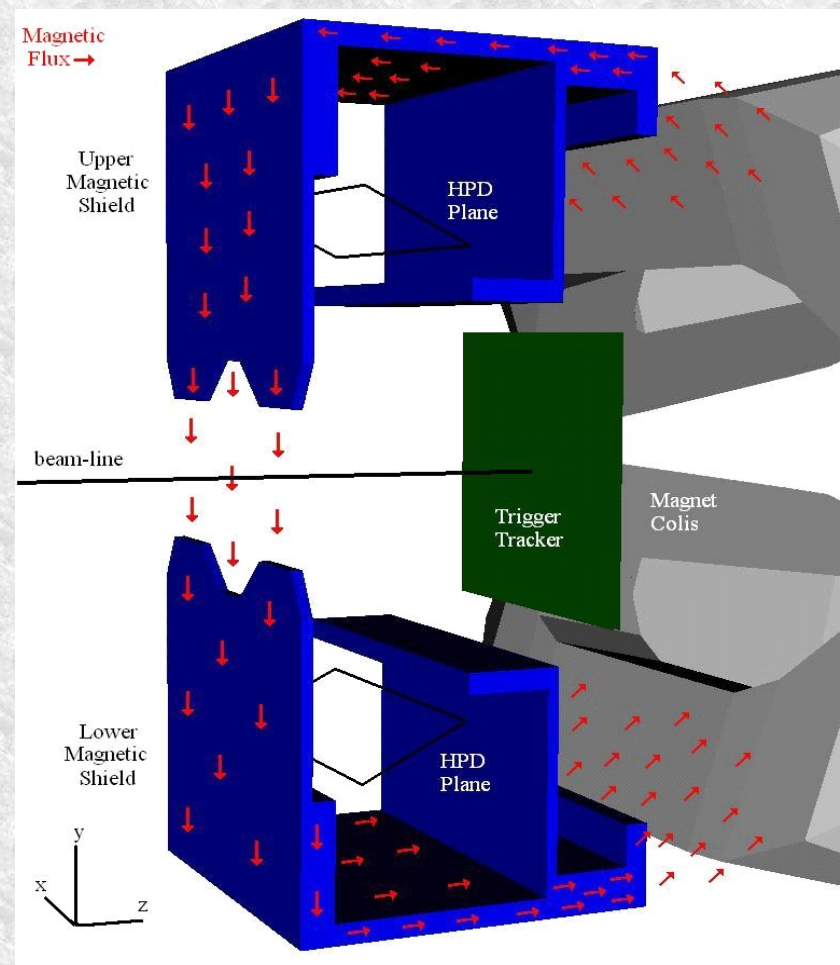 Magnetic
Flux→
Upper
Magnetic
Shield
HPD
Plane
beam-line
Trigger
Tracker
Magnet
Colis
Lower
Magnetic
Shield
HPD
Plane
y
x
z